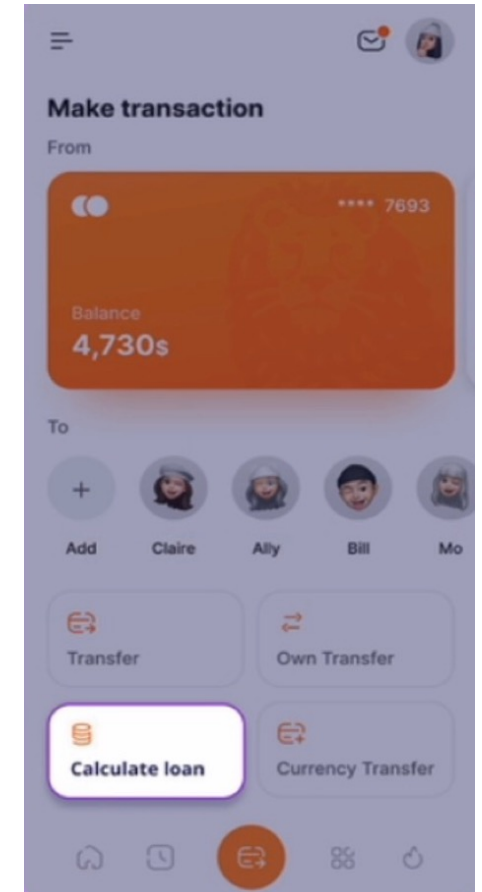 Make transaction
From
**** 7693
Balance
4,730s
To
Add Claire Ally Bill Mo
Transfer Own Transfer
Calculate loan Currency Transfer